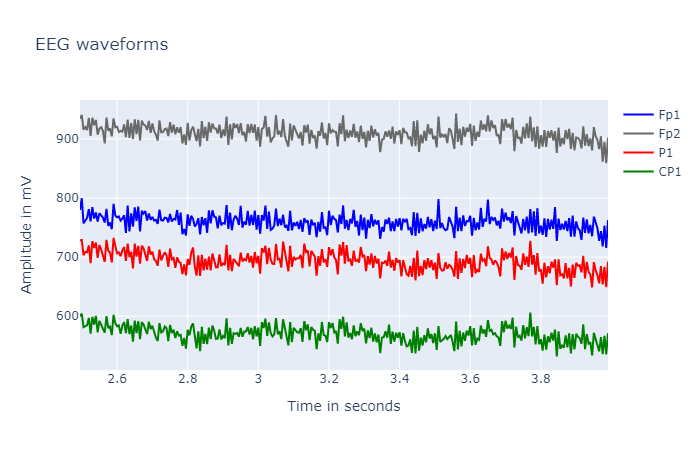 EEG waveforms
Fp1
Fp2
P1
CP1
Amplitude in mV
900
800
700
600
2.6 2.8 3 3.2 3.4 3.6 3.8
Time in seconds